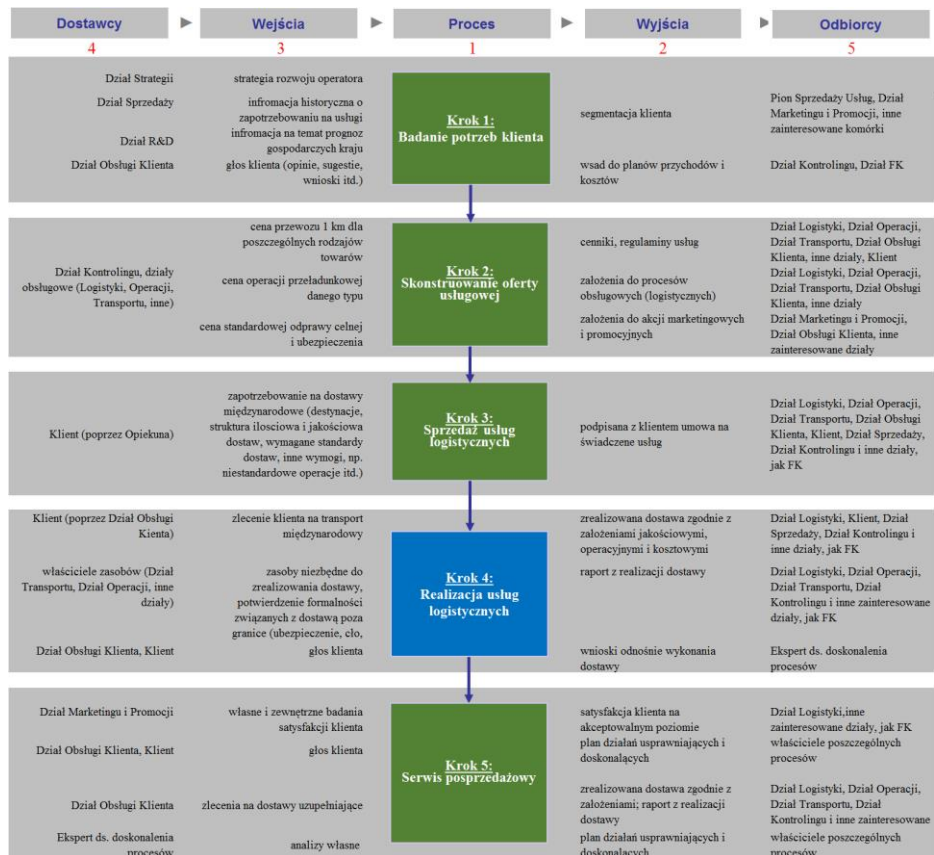 Dostawcy
Wejścia
Proces
Wyjścia
Odbiorcy
4
3
1
2
5
Dział Strategii
strategia rozwoju operatora
Dział Sprzedaży
infromacja historyczna o
zapotrzebowaniu na usługi
Dział R&D
infromacja na temat prognoz
gospodarczych kraju
Dział Obsługi Klienta
głos klienta (opinie, sugestie,
wnioski itd.)
Krok 1:
Badanie potrzeb klienta
segmentacja klienta
wsad do planów przychodów i
kosztów
Pion Sprzedaży Usług, Dział
Marketingu i Promocji, inne
zainteresowane komórki
Dział Kontrolingu, Dział FK
Dział Kontrolingu, działy
obsługowe (Logistyki, Operacji,
Transportu, inne)
cena przewozu 1 km dla
poszczególnych rodzajów
towarów
cena operacji przeładunkowej
danego typu
cena standardowej odprawy celnej
i ubezpieczenia
Krok 2:
Skonstruowanie oferty
usługowej
cenniki, regulaminy usług
założenia do procesów
obsługowych (logistycznych)
założenia do akcji marketingowych
i promocyjnych
Dział Logistyki, Dział Operacji,
Dział Transportu, Dział Obsługi
Klienta, inne działy, Klient
Dział Logistyki, Dział Operacji,
Dział Transportu, Dział Obsługi
Klienta, inne działy
Dział Marketingu i Promocji,
Dział Obsługi Klienta, inne
zainteresowane działy
Klient (poprzez Opiekuna)
zapotrzebowanie na dostawy
międzynarodowe (destynacje,
struktura ilosciowa i jakościowa
dostaw, wymagane standardy
dostaw, inne wymogi, np.
niestandardowe operacje itd.)
Krok 3:
Sprzedaż usług
logistycznych
podpisana z klientem umowa na
świadczene usług
Dział Logistyki, Dział Operacji,
Dział Transportu, Dział Obsługi
Klienta, Klient, Dział Sprzedaży,
Dział Kontrolingu i inne działy,
jak FK
Klient (poprzez Dział Obsługi
Kienta)
zlecenie klienta na transport
międzynarodowy
właściciele zasobów (Dział
Transportu, Dział Operacji, inne
działy)
zasoby niezbędne do
zrealizowania dostawy,
potwierdzenie formalności
związanych z dostawą poza
granice (ubezpieczenie, cło,
Dział Obsługi Klienta, Klient
głos klienta
Krok 4:
Realizacja usług
logistycznych
zrealizowana dostawa zgodnie z
założeniami jakościowymi,
operacyjnymi i kosztowymi
raport z realizacji dostawy
wnioski odnośnie wykonania
dostawy
Dział Logistyki, Klient, Dział
Sprzedaży, Dział Kontrolingu i
inne działy, jak FK
Dział Logistyki, Dział Operacji,
Dział Transportu, Dział
Kontrolingu i inne zainteresowane
działy, jak FK
Ekspert ds. doskonalenia
procesów
Dział Marketingu i Promocji
własne i zewnętrzne badania
satysfakcji klienta
Dział Obsługi Klienta, Klient
głos klienta
Dział Obsługi Klienta
zlecenia na dostawy uzupełniające
Ekspert ds. doskonalenia
procesów
analizy własne
Krok 5:
Serwis posprzedażowy
satysfakcja klienta na
akceptowalnym poziomie
plan działań usprawniających i
doskonalących
zrealizowana dostawa zgodnie z
założeniami; raport z realizacji
dostawy
plan działań usprawniających i
doskonalących
Dział Logistyki,inne
zainteresowane działy, jak FK
właściciele poszczególnych
procesów
Dział Logistyki, Dział Operacji,
Dział Transportu, Dział
Kontrolingu i inne zainteresowane
właściciele poszczególnych
procesów